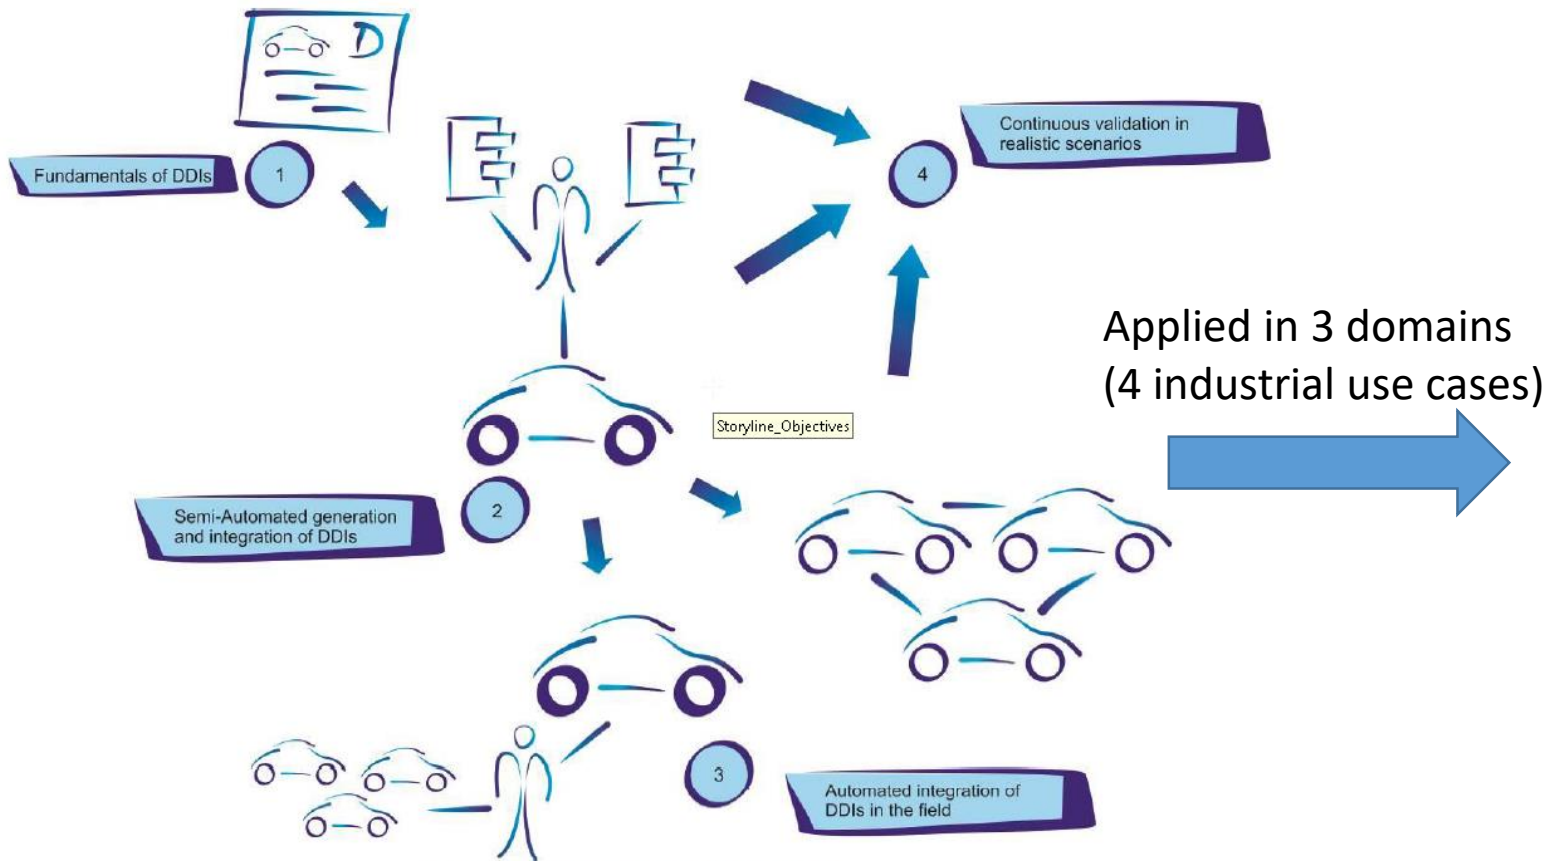 D
Fundamentals of DDIs
1
Continuous validation in
realistic scenarios
4
Applied in 3 domains
(4 industrial use cases)
Storyline_Objectives
Semi-Automated generation
and integration of DDIs
2
3
Automated integration of
DDIs in the field